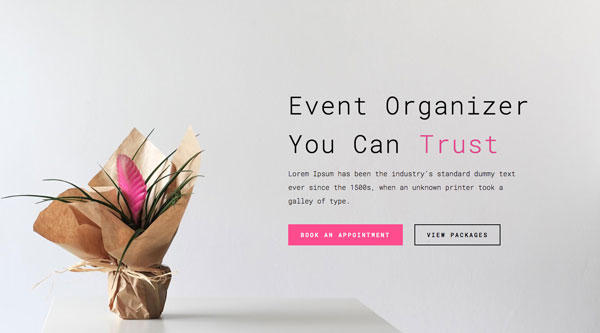 Event Organizer
You Can Trust
Lorem Ipsum has been the industry's standard dummy text
ever since the 1500s, when an unknown printer took a
galley of type.
BOOK AN APPOINTMENT VIEW PACKAGES